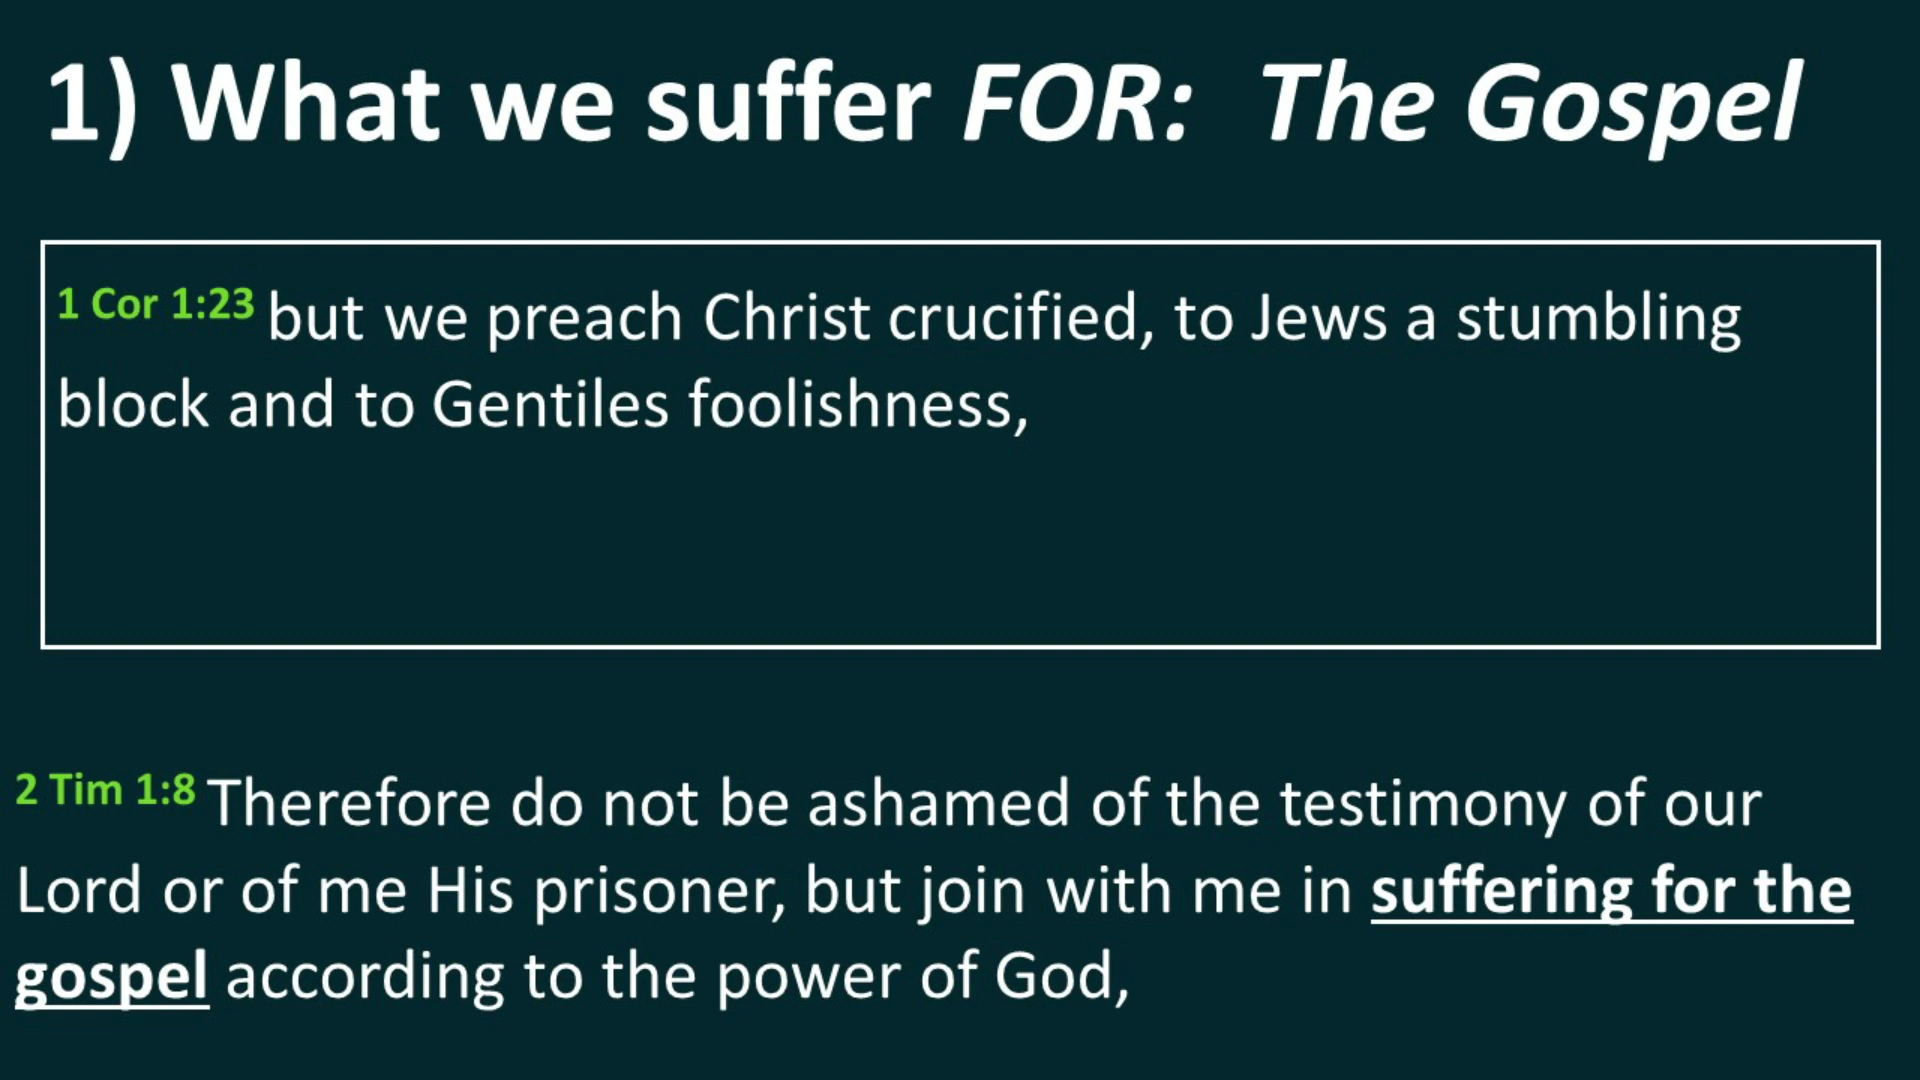 1) What we suffer FOR: The Gospel
1 Cor 1:23 but we preach Christ crucified, to Jews a stumbling
block and to Gentiles foolishness,
2 Tim 1:8 Therefore do not be ashamed of the testimony of our
Lord or of me His prisoner, but join with me in suffering for the
gospel according to the power of God,